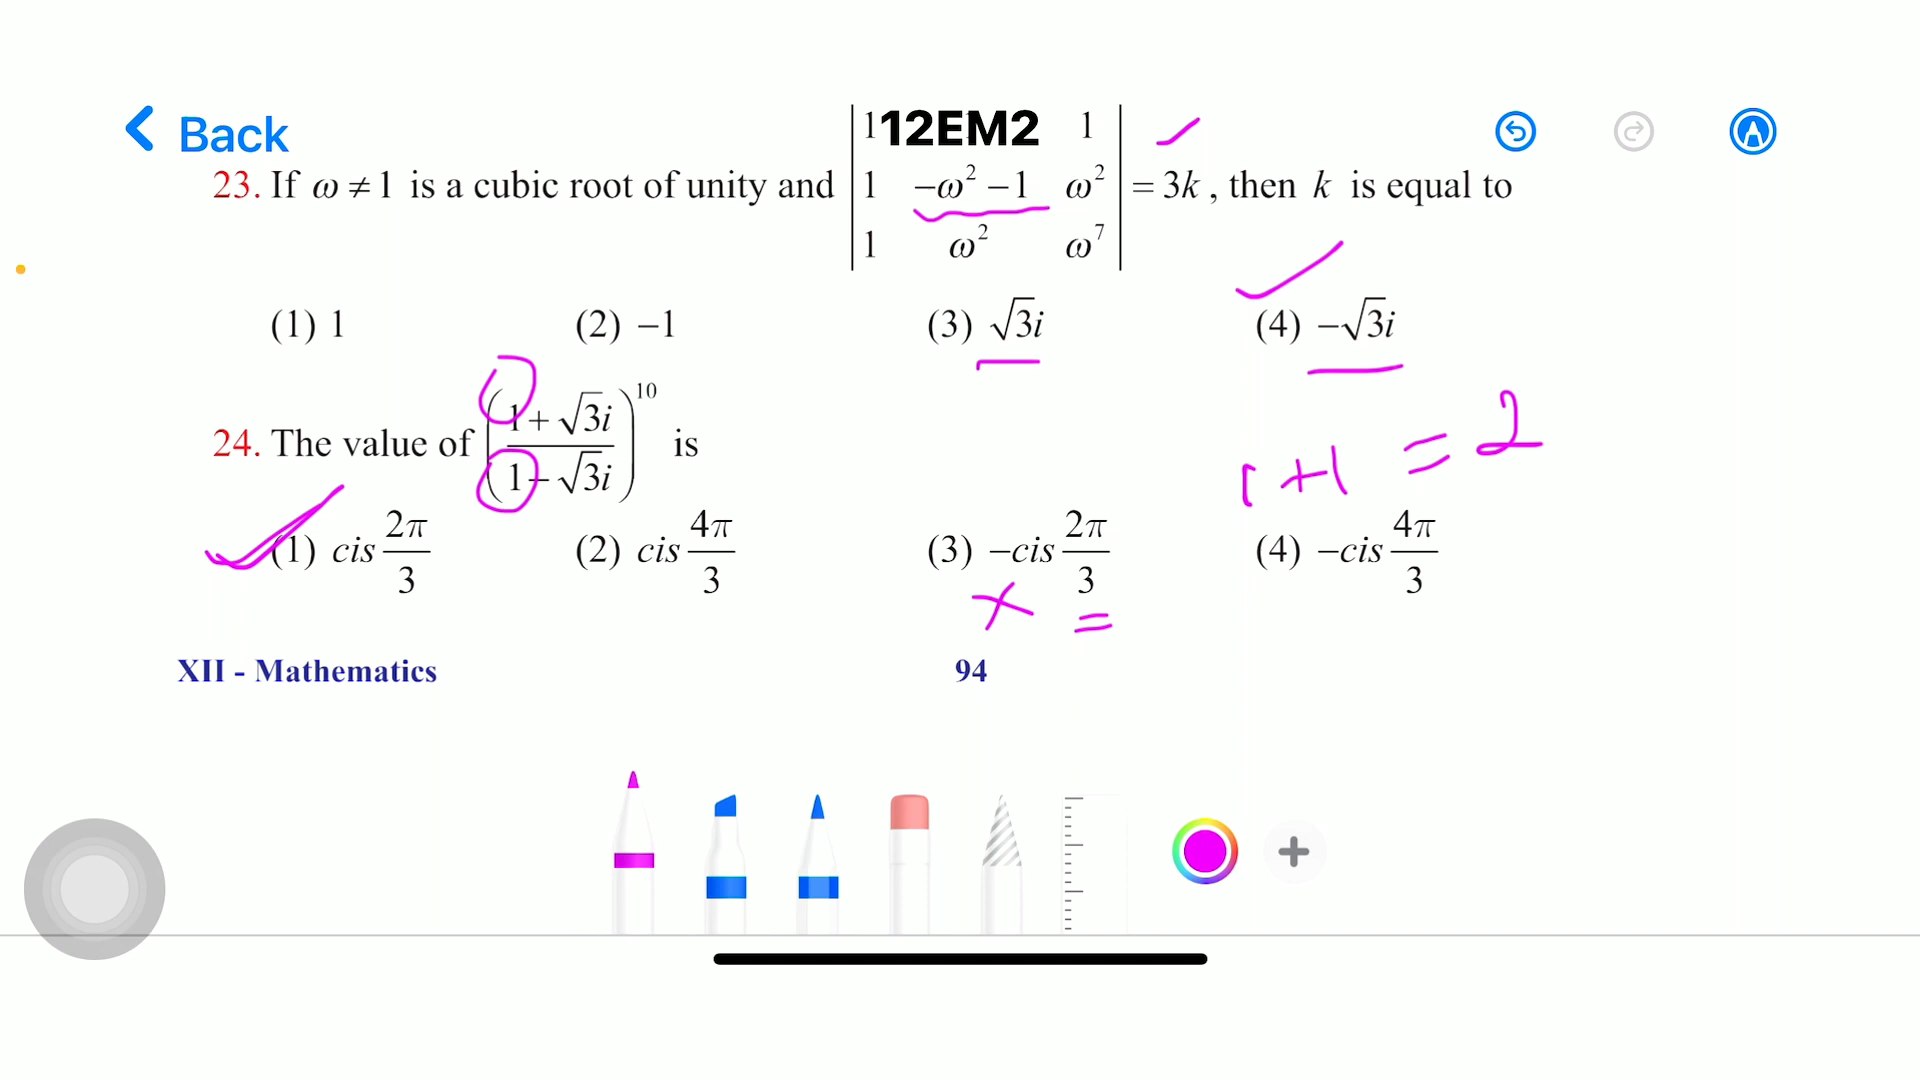 Back 12EM2
1 1
23. If ω ≠ 1 is a cubic root of unity and | 1 −ω² −1 ω² | = 3k , then k is equal to
1 ω² ω⁷
(1) 1 (2) −1 (3) √3i (4) −√3i
24. The value of ((1 + √3i)/(1 − √3i))¹⁰ is
1 + 1 = 2
(1) cis 2π/3 (2) cis 4π/3 (3) −cis 2π/3 (4) −cis 4π/3
× =
XII - Mathematics 94